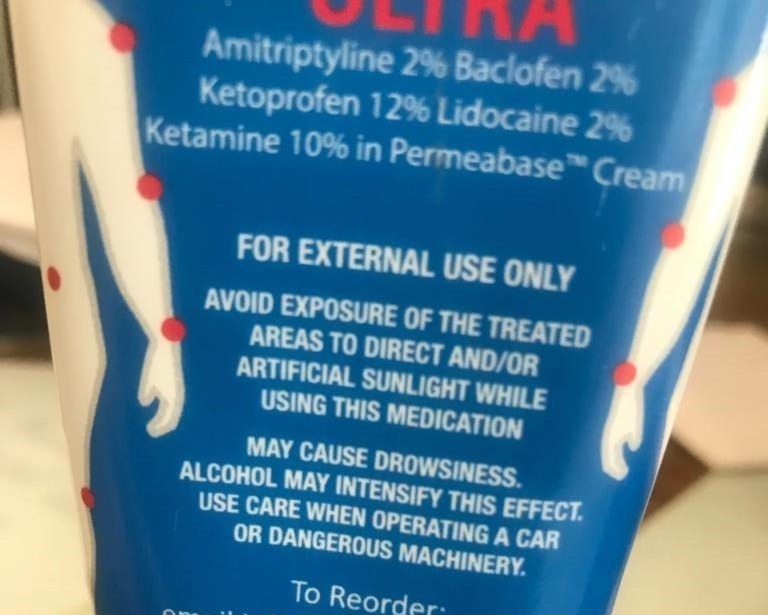 ULTRA
Amitriptyline 2% Baclofen 2%
Ketoprofen 12% Lidocaine 2%
Ketamine 10% in Permeabase™ Cream
FOR EXTERNAL USE ONLY
AVOID EXPOSURE OF THE TREATED
AREAS TO DIRECT AND/OR
ARTIFICIAL SUNLIGHT WHILE
USING THIS MEDICATION
MAY CAUSE DROWSINESS.
ALCOHOL MAY INTENSIFY THIS EFFECT.
USE CARE WHEN OPERATING A CAR
OR DANGEROUS MACHINERY.
To Reorder: